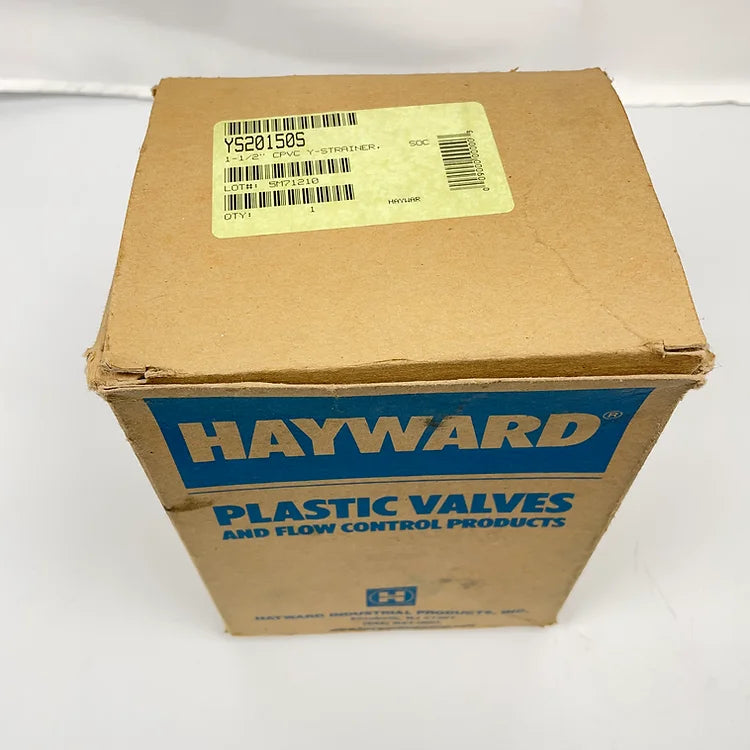 YS20150S
1-1/2" CPVC Y-STRAINER, SOC
LOT#: 5M71210
QTY: 1
HAYWAR
HAYWARD®
PLASTIC VALVES
AND FLOW CONTROL PRODUCTS
H
HAYWARD INDUSTRIAL PRODUCTS, INC.